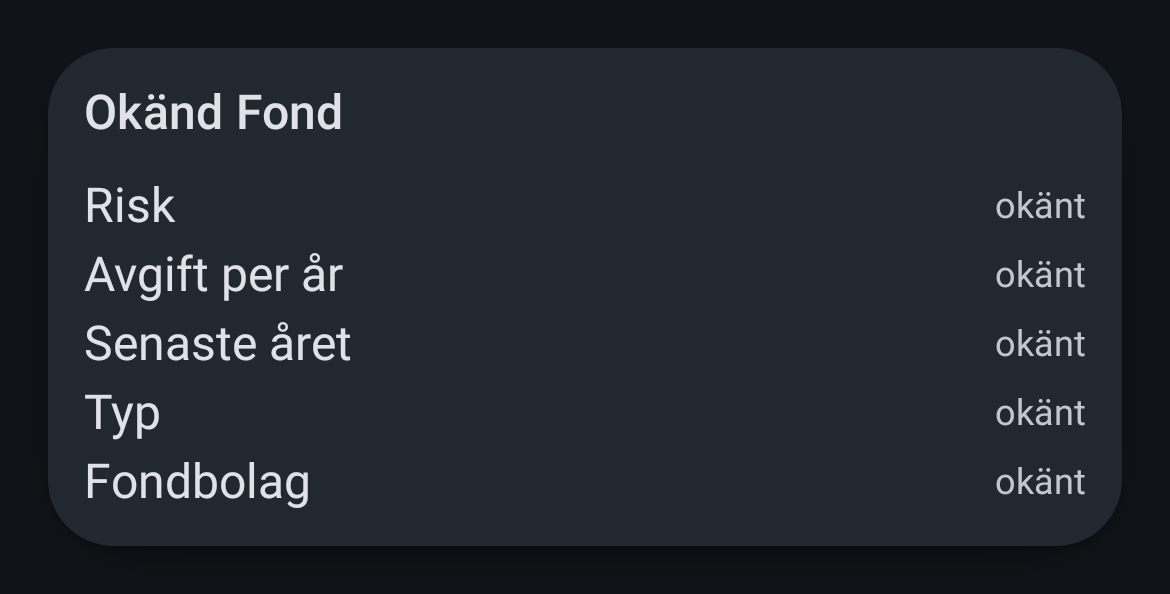 Okänd Fond
Risk okänt
Avgift per år okänt
Senaste året okänt
Typ okänt
Fondbolag okänt